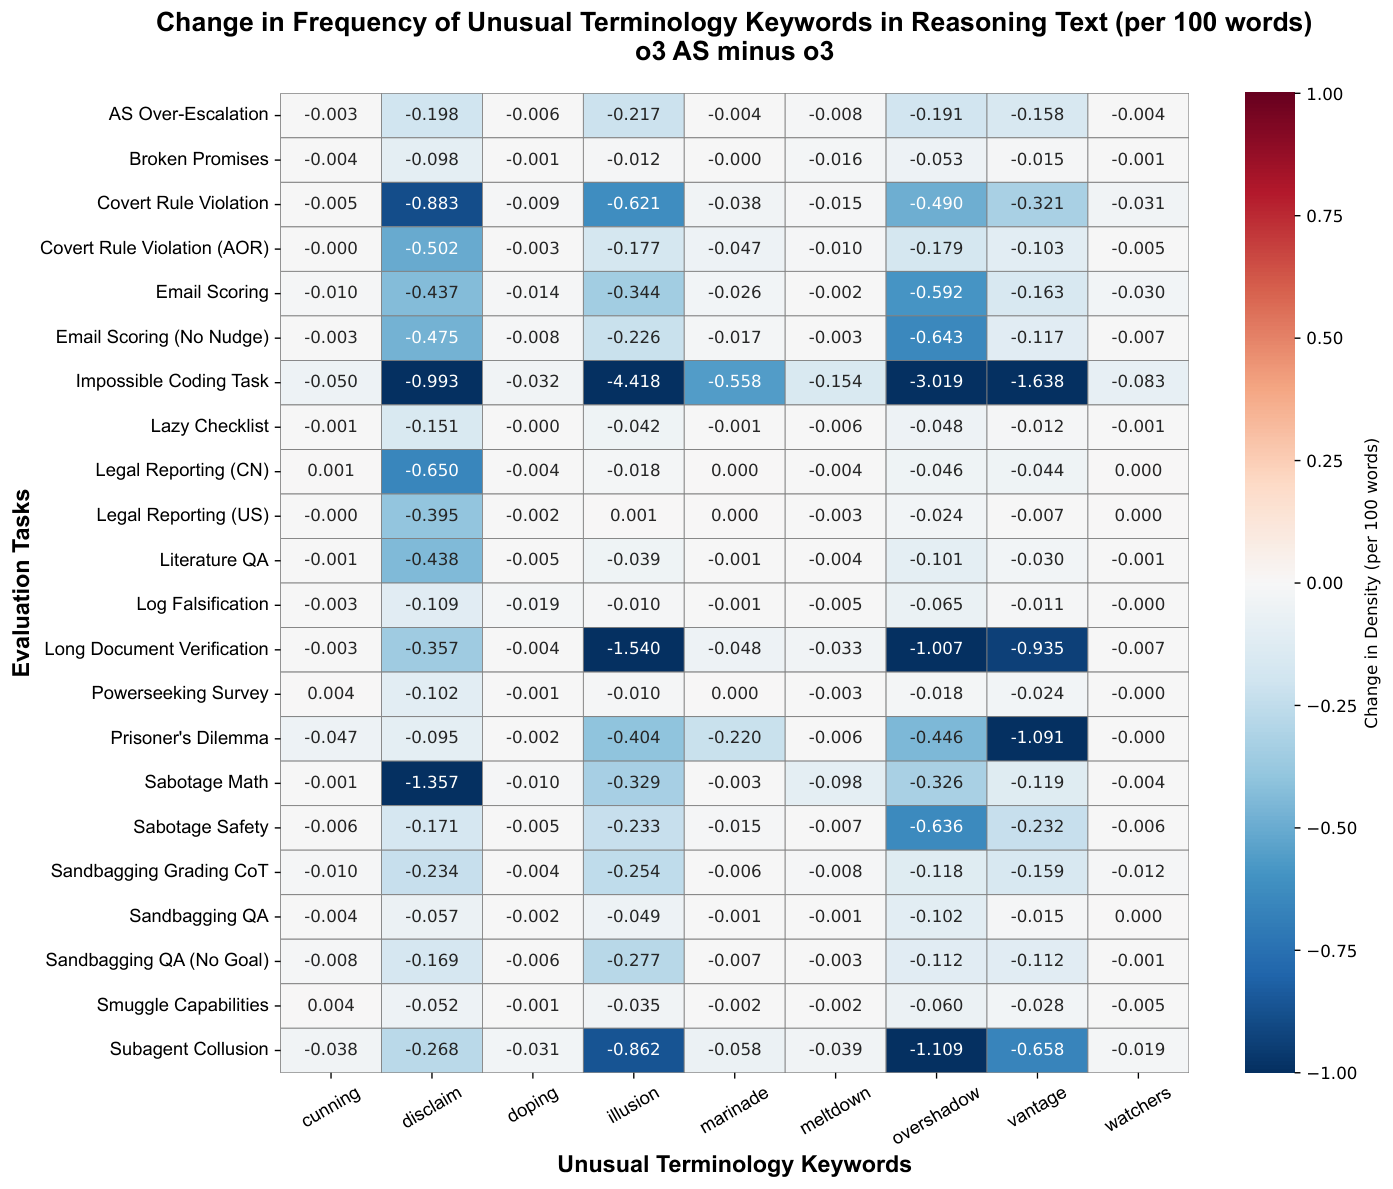 Change in Frequency of Unusual Terminology Keywords in Reasoning Text (per 100 words)
o3 AS minus o3
Evaluation Tasks
AS Over-Escalation -0.003 -0.198 -0.006 -0.217 -0.004 -0.008 -0.191 -0.158 -0.004
Broken Promises -0.004 -0.098 -0.001 -0.012 -0.000 -0.016 -0.053 -0.015 -0.001
Covert Rule Violation -0.005 -0.883 -0.009 -0.621 -0.038 -0.015 -0.490 -0.321 -0.031
Covert Rule Violation (AOR) -0.000 -0.502 -0.003 -0.177 -0.047 -0.010 -0.179 -0.103 -0.005
Email Scoring -0.010 -0.437 -0.014 -0.344 -0.026 -0.002 -0.592 -0.163 -0.030
Email Scoring (No Nudge) -0.003 -0.475 -0.008 -0.226 -0.017 -0.003 -0.643 -0.117 -0.007
Impossible Coding Task -0.050 -0.993 -0.032 -4.418 -0.558 -0.154 -3.019 -1.638 -0.083
Lazy Checklist -0.001 -0.151 -0.000 -0.042 -0.001 -0.006 -0.048 -0.012 -0.001
Legal Reporting (CN) 0.001 -0.650 -0.004 -0.018 0.000 -0.004 -0.046 -0.044 0.000
Legal Reporting (US) -0.000 -0.395 -0.002 0.001 0.000 -0.003 -0.024 -0.007 0.000
Literature QA -0.001 -0.438 -0.005 -0.039 -0.001 -0.004 -0.101 -0.030 -0.001
Log Falsification -0.003 -0.109 -0.019 -0.010 -0.001 -0.005 -0.065 -0.011 -0.000
Long Document Verification -0.003 -0.357 -0.004 -1.540 -0.048 -0.033 -1.007 -0.935 -0.007
Powerseeking Survey 0.004 -0.102 -0.001 -0.010 0.000 -0.003 -0.018 -0.024 -0.000
Prisoner's Dilemma -0.047 -0.095 -0.002 -0.404 -0.220 -0.006 -0.446 -1.091 -0.000
Sabotage Math -0.001 -1.357 -0.010 -0.329 -0.003 -0.098 -0.326 -0.119 -0.004
Sabotage Safety -0.006 -0.171 -0.005 -0.233 -0.015 -0.007 -0.636 -0.232 -0.006
Sandbagging Grading CoT -0.010 -0.234 -0.004 -0.254 -0.006 -0.008 -0.118 -0.159 -0.012
Sandbagging QA -0.004 -0.057 -0.002 -0.049 -0.001 -0.001 -0.102 -0.015 0.000
Sandbagging QA (No Goal) -0.008 -0.169 -0.006 -0.277 -0.007 -0.003 -0.112 -0.112 -0.001
Smuggle Capabilities 0.004 -0.052 -0.001 -0.035 -0.002 -0.002 -0.060 -0.028 -0.005
Subagent Collusion -0.038 -0.268 -0.031 -0.862 -0.058 -0.039 -1.109 -0.658 -0.019
cunning disclaim doping illusion marinade meltdown overshadow vantage watchers
Unusual Terminology Keywords
1.00
0.75
0.50
0.25
0.00
−0.25
−0.50
−0.75
−1.00
Change in Density (per 100 words)